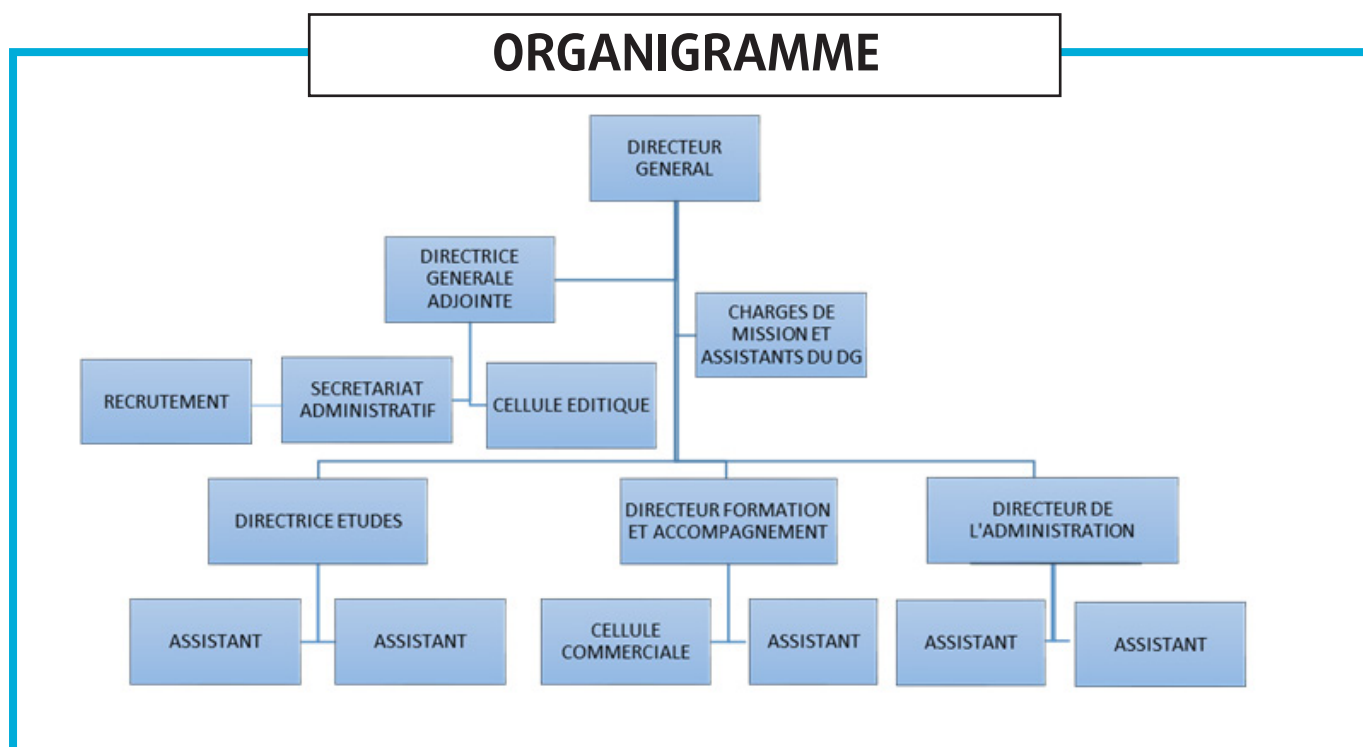 ORGANIGRAMME
DIRECTEUR
GENERAL
DIRECTRICE
GENERALE
ADJOINTE
CHARGES DE
MISSION ET
ASSISTANTS DU DG
RECRUTEMENT
SECRETARIAT
ADMINISTRATIF
CELLULE EDITIQUE
DIRECTRICE ETUDES
DIRECTEUR FORMATION
ET ACCOMPAGNEMENT
DIRECTEUR DE
L'ADMINISTRATION
ASSISTANT
ASSISTANT
CELLULE
COMMERCIALE
ASSISTANT
ASSISTANT
ASSISTANT